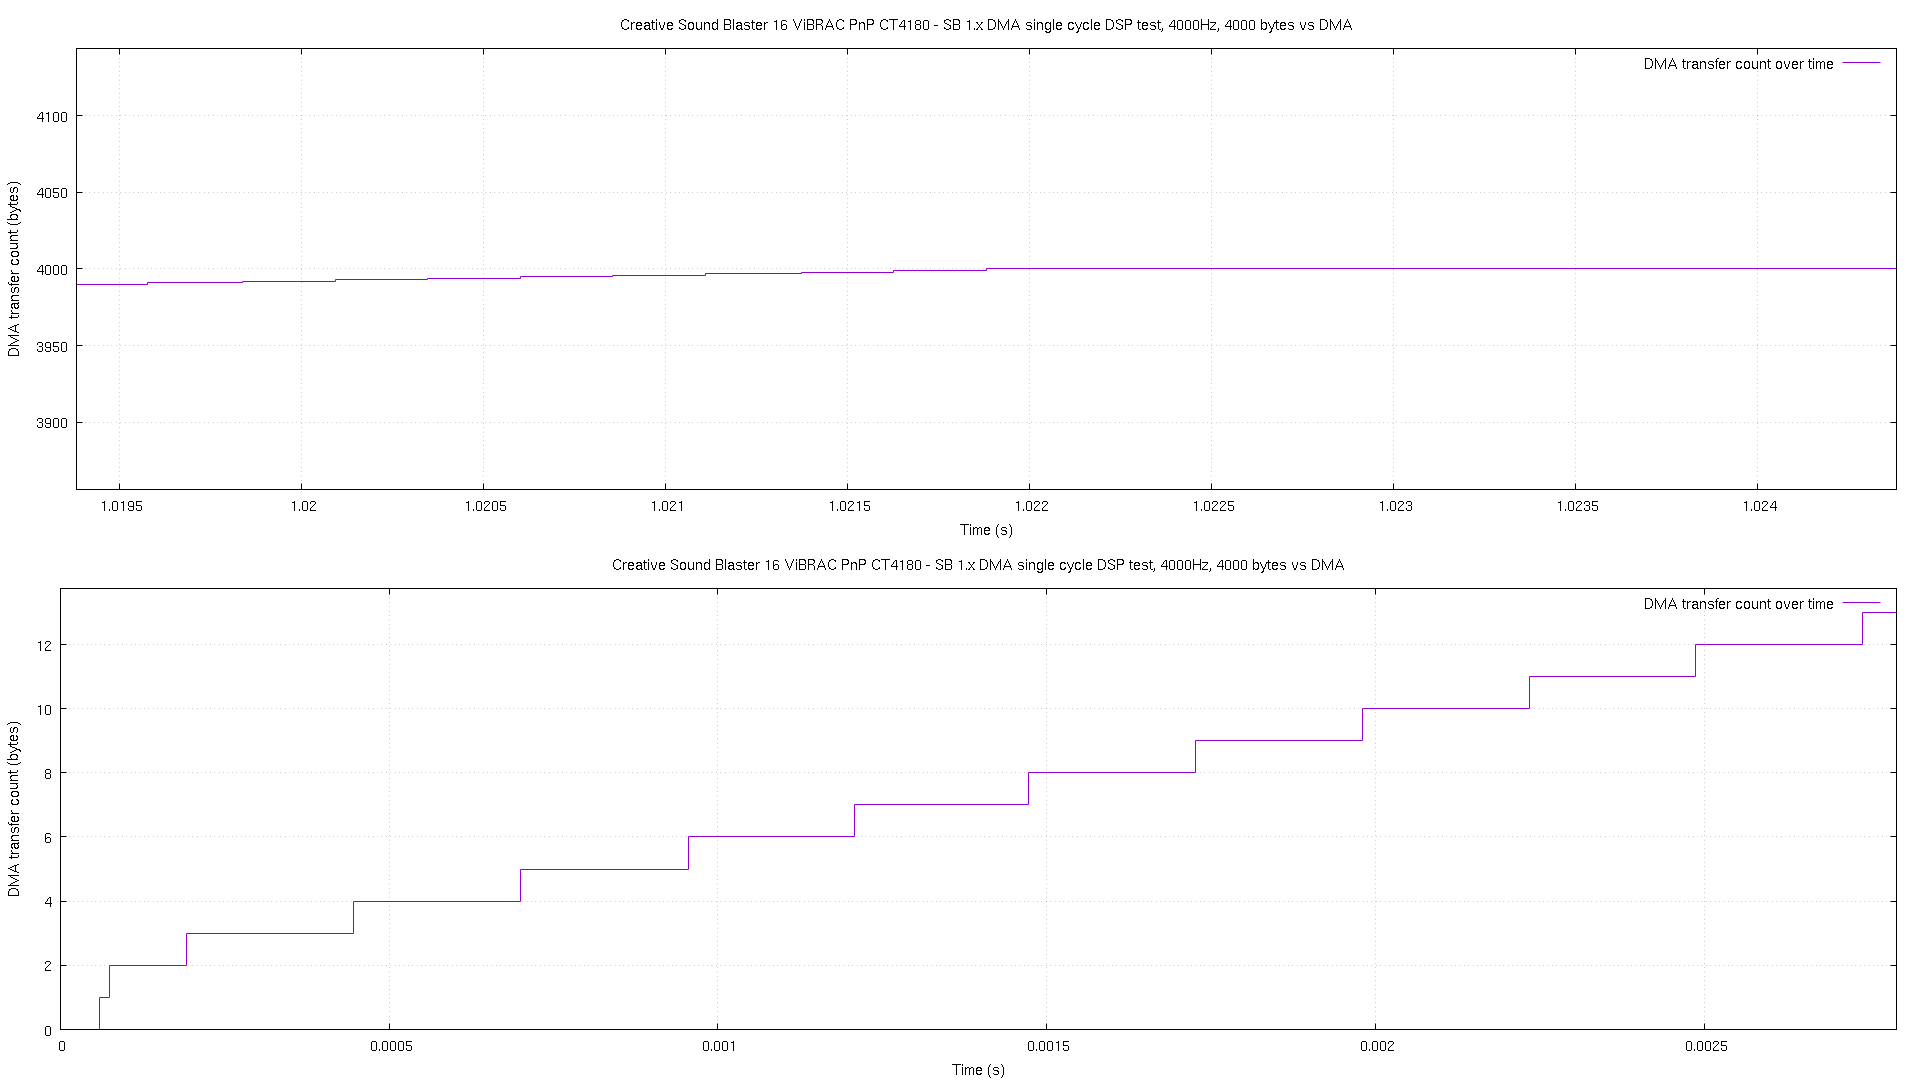 Creative Sound Blaster 16 ViBRAC PnP CT4180 - SB 1.x DMA single cycle DSP test, 4000Hz, 4000 bytes vs DMA
DMA transfer count over time
DMA transfer count (bytes)
4100
4050
4000
3950
3900
1.0195 1.02 1.0205 1.021 1.0215 1.022 1.0225 1.023 1.0235 1.024
Time (s)
Creative Sound Blaster 16 ViBRAC PnP CT4180 - SB 1.x DMA single cycle DSP test, 4000Hz, 4000 bytes vs DMA
DMA transfer count over time
DMA transfer count (bytes)
12
10
8
6
4
2
0
0 0.0005 0.001 0.0015 0.002 0.0025
Time (s)